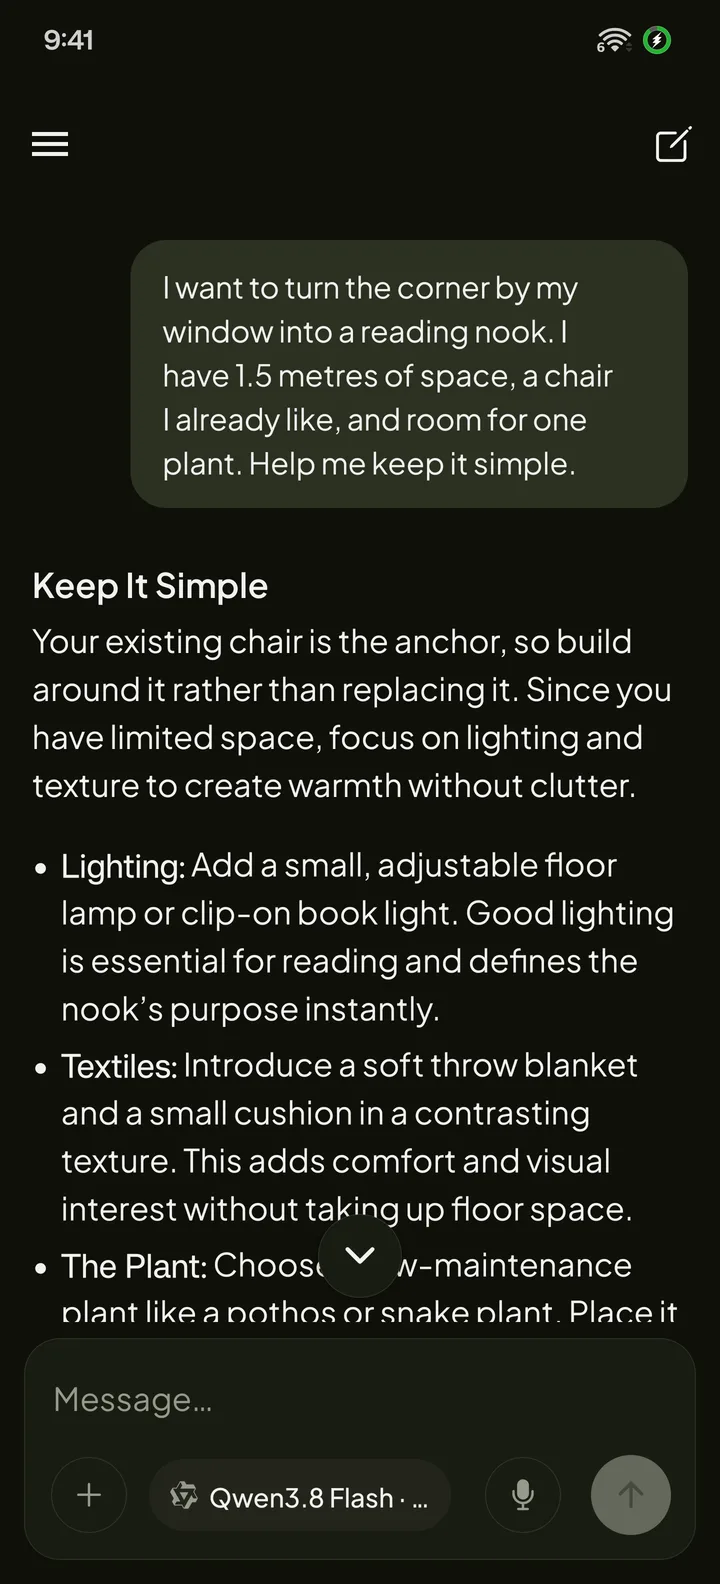 9:41
6
I want to turn the corner by my
window into a reading nook. I
have 1.5 metres of space, a chair
I already like, and room for one
plant. Help me keep it simple.
Keep It Simple
Your existing chair is the anchor, so build
around it rather than replacing it. Since you
have limited space, focus on lighting and
texture to create warmth without clutter.
• Lighting: Add a small, adjustable floor
lamp or clip-on book light. Good lighting
is essential for reading and defines the
nook’s purpose instantly.
• Textiles: Introduce a soft throw blanket
and a small cushion in a contrasting
texture. This adds comfort and visual
interest without taking up floor space.
• The Plant: Choose w-maintenance
plant like a pothos or snake plant. Place it
Message...
Qwen3.8 Flash · ...